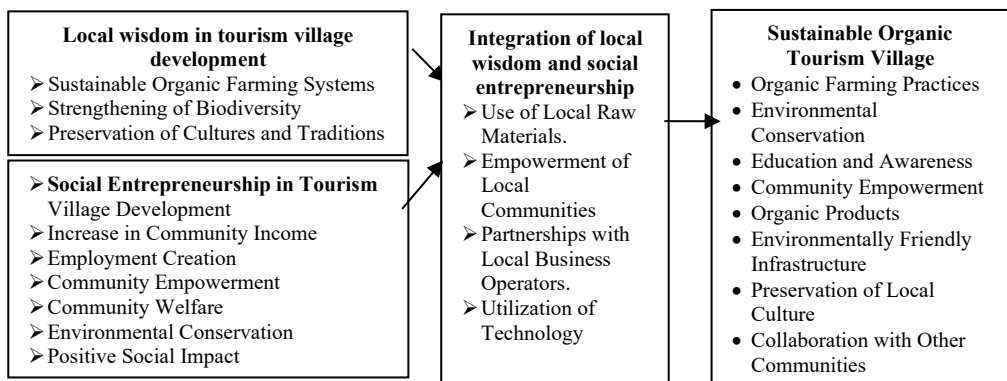 Local wisdom in tourism village
development
➢ Sustainable Organic Farming Systems
➢ Strengthening of Biodiversity
➢ Preservation of Cultures and Traditions
➢ Social Entrepreneurship in Tourism
Village Development
➢ Increase in Community Income
➢ Employment Creation
➢ Community Empowerment
➢ Community Welfare
➢ Environmental Conservation
➢ Positive Social Impact
Integration of local
wisdom and social
entrepreneurship
➢ Use of Local Raw
Materials.
➢ Empowerment of
Local
Communities
➢ Partnerships with
Local Business
Operators.
➢ Utilization of
Technology
Sustainable Organic
Tourism Village
• Organic Farming Practices
• Environmental
Conservation
• Education and Awareness
• Community Empowerment
• Organic Products
• Environmentally Friendly
Infrastructure
• Preservation of Local
Culture
• Collaboration with Other
Communities